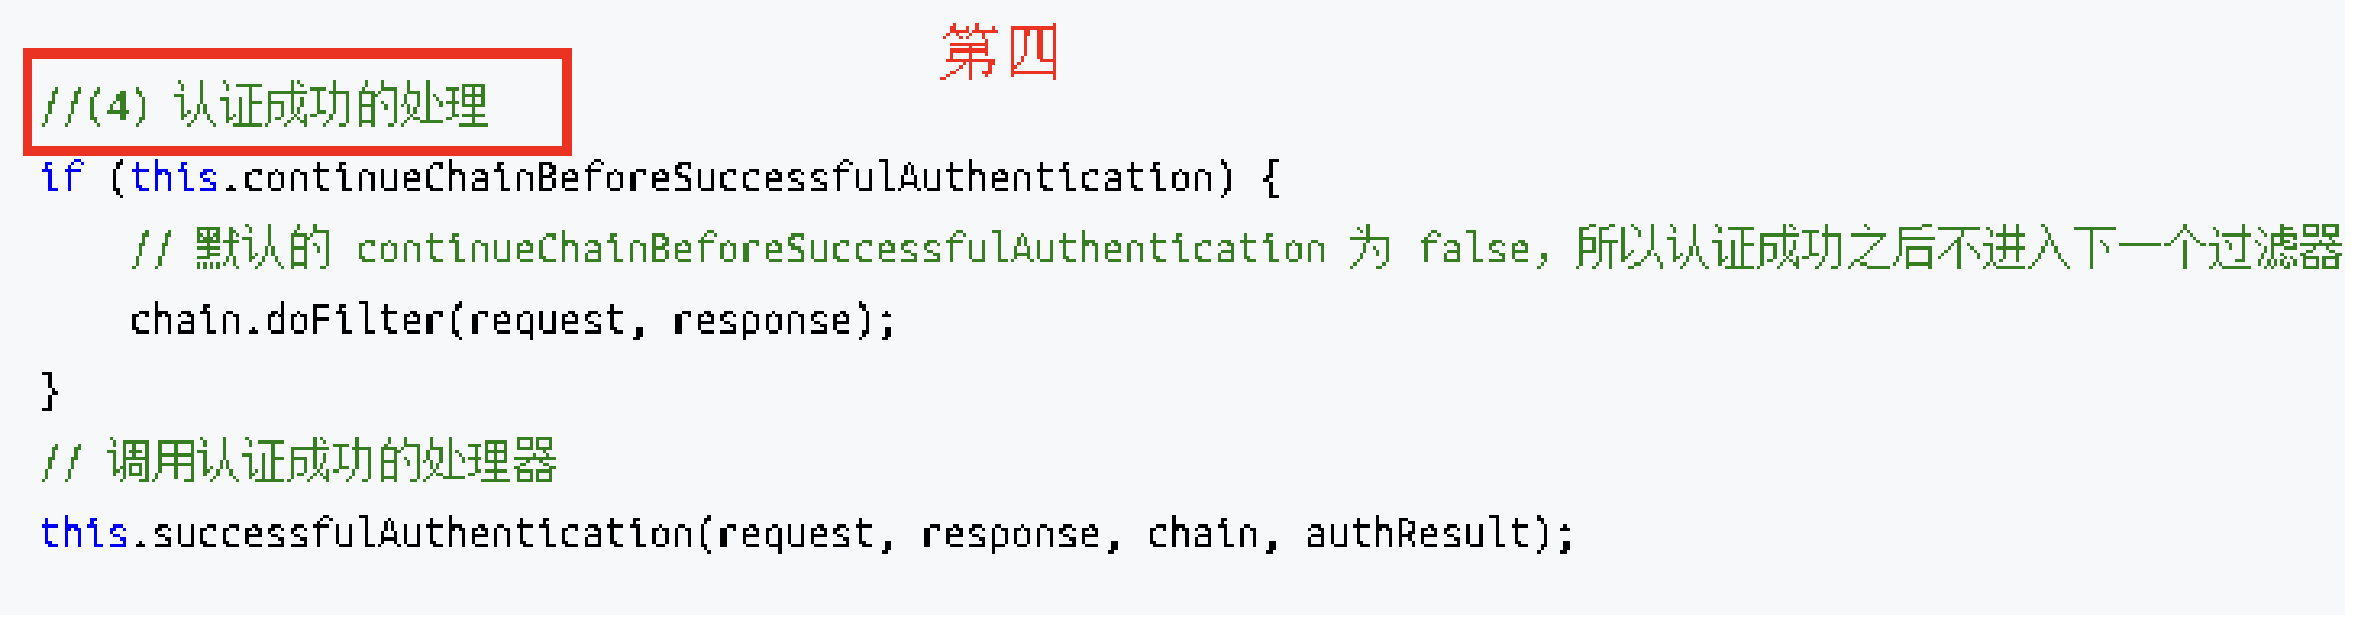 第四
//(4) 认证成功的处理
if (this.continueChainBeforeSuccessfulAuthentication) {
    // 默认的 continueChainBeforeSuccessfulAuthentication 为 false，所以认证成功之后不进入下一个过滤器
    chain.doFilter(request, response);
}
// 调用认证成功的处理器
this.successfulAuthentication(request, response, chain, authResult);